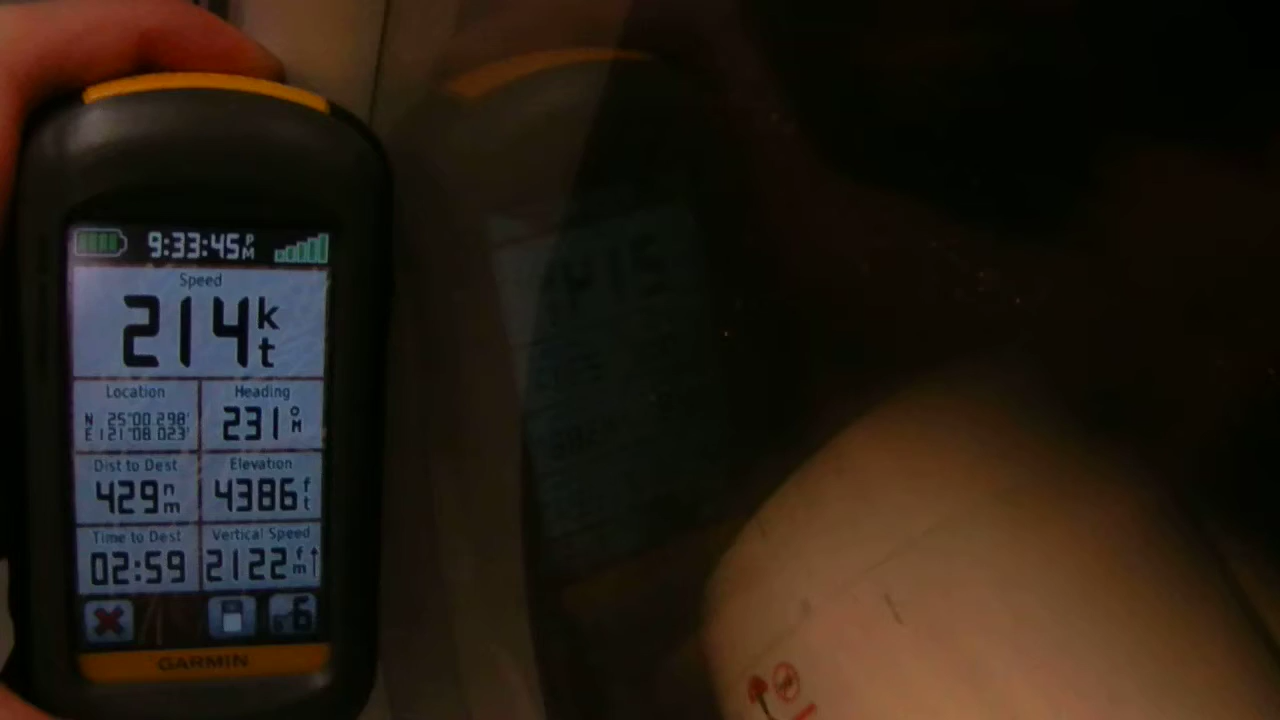 9:33:45 PM
Speed
214 kt
Location
N 25°00.298'
E 121°08.023'
Heading
231° M
Dist to Dest
429 nm
Elevation
4386 ft
Time to Dest
02:59
Vertical Speed
2122 fm↑
6
GARMIN